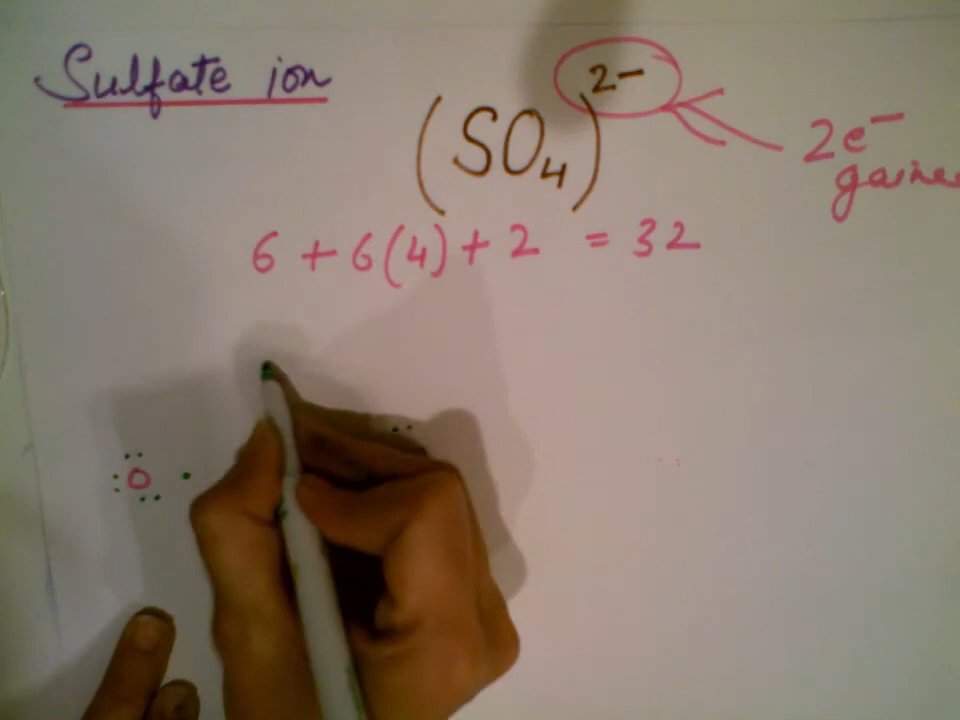 Sulfate ion
(SO₄)²⁻
2e⁻
6 + 6(4) + 2 = 32
O